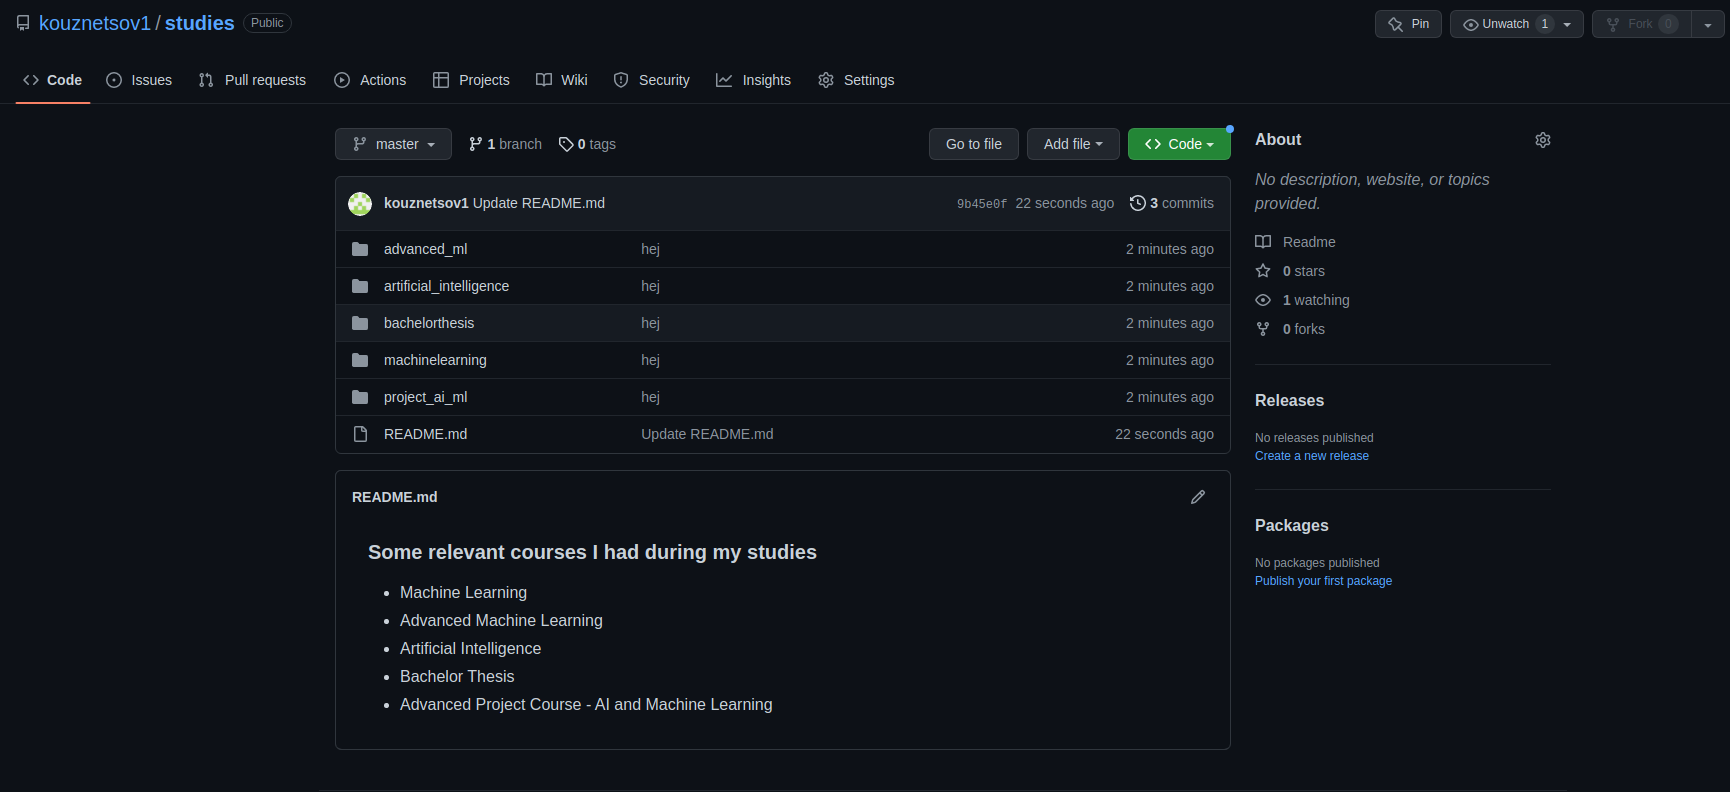 kouznetsov1 / studies Public
Pin Unwatch 1 Fork 0
Code Issues Pull requests Actions Projects Wiki Security Insights Settings
master 1 branch 0 tags Go to file Add file Code
kouznetsov1 Update README.md 9b45e0f 22 seconds ago 3 commits
advanced_ml hej 2 minutes ago
artificial_intelligence hej 2 minutes ago
bachelorthesis hej 2 minutes ago
machinelearning hej 2 minutes ago
project_ai_ml hej 2 minutes ago
README.md Update README.md 22 seconds ago
README.md
Some relevant courses I had during my studies
Machine Learning
Advanced Machine Learning
Artificial Intelligence
Bachelor Thesis
Advanced Project Course - AI and Machine Learning
About
No description, website, or topics
provided.
Readme
0 stars
1 watching
0 forks
Releases
No releases published
Create a new release
Packages
No packages published
Publish your first package